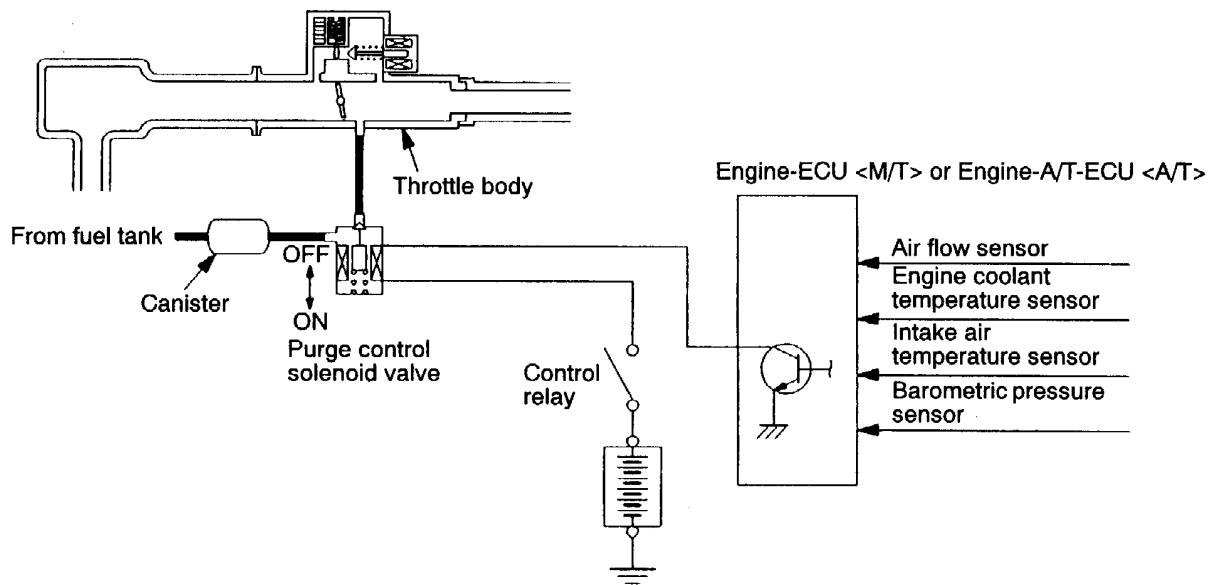 Throttle body
Engine-ECU <M/T> or Engine-A/T-ECU <A/T>
From fuel tank
Canister
OFF
ON
Purge control
solenoid valve
Control
relay
Air flow sensor
Engine coolant
temperature sensor
Intake air
temperature sensor
Barometric pressure
sensor